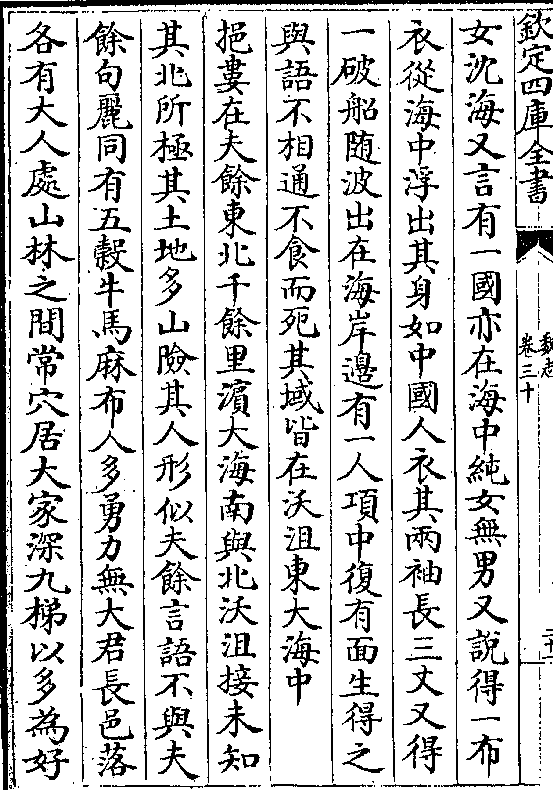 欽定四庫全書
魏志
卷三十
女沈海又言有一國亦在海中純女無男又說得一布
衣從海中浮出其身如中國人衣其兩袖長三丈又得
一破船随波出在海岸邊有一人項中復有面生得之
與語不相通不食而死其域皆在沃沮東大海中
挹婁在夫餘東北千餘里濵大海南與北沃沮接未知
其北所極其土地多山險其人形似夫餘言語不與夫
餘句麗同有五穀牛馬麻布人多勇力無大君長邑落
各有大人處山林之間常穴居大家深九梯以多為好